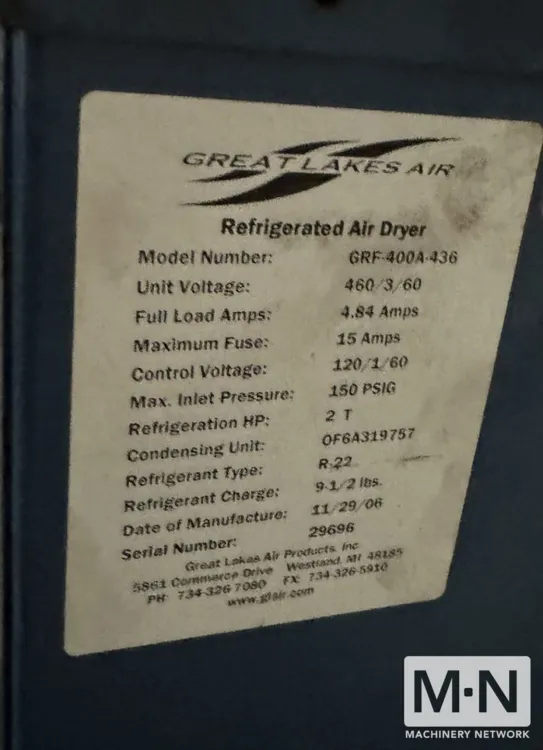 GREAT LAKES AIR
Refrigerated Air Dryer
Model Number: GRF-400A-436
Unit Voltage: 460/3/60
Full Load Amps: 4.84 Amps
Maximum Fuse: 15 Amps
Control Voltage: 120/1/60
Max. Inlet Pressure: 150 PSIG
Refrigeration HP: 2 T
Condensing Unit: OF6A319757
Refrigerant Type: R-22
Refrigerant Charge: 9-1/2 lbs.
Date of Manufacture: 11/29/06
Serial Number: 29696
Great Lakes Air Products, Inc
5861 Commerce Drive Westland, MI 48185
PH: 734-326-7080 FX: 734-326-5910
www.glair.com
M·N
MACHINERY NETWORK